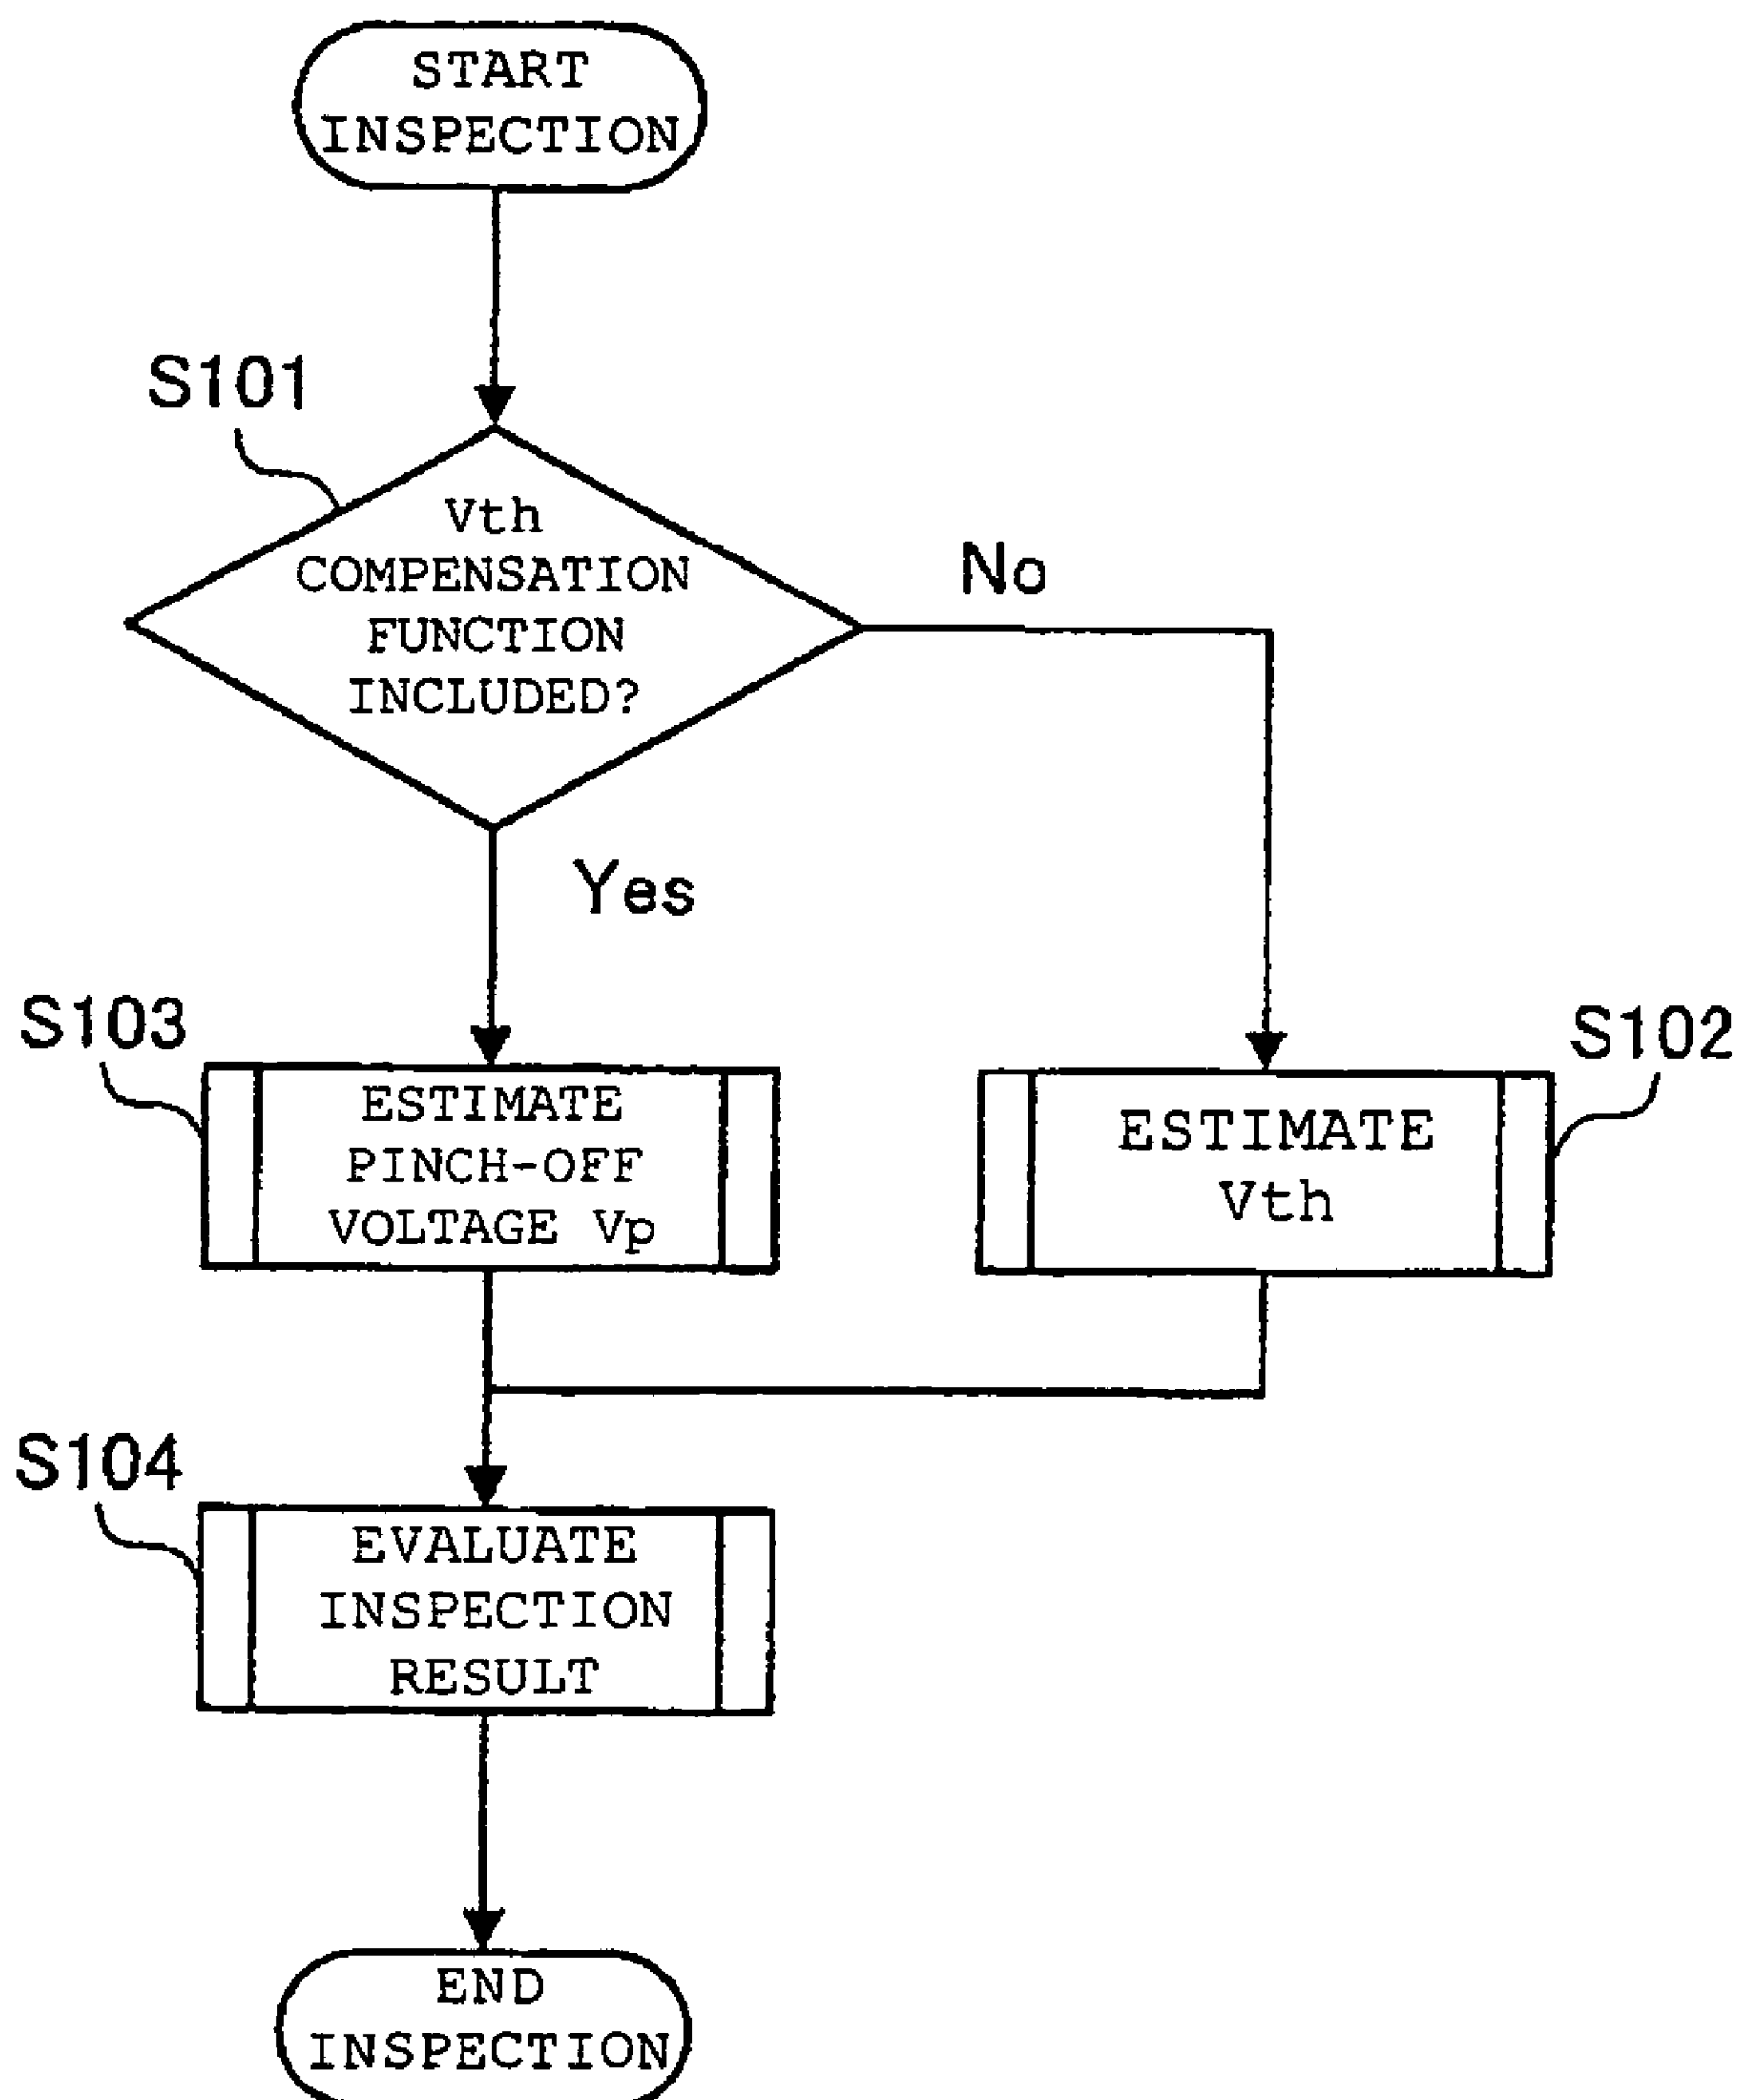 START
INSPECTION
S101
Vth
COMPENSATION
FUNCTION
INCLUDED?
No
Yes
S103
ESTIMATE
PINCH-OFF
VOLTAGE Vp
S102
ESTIMATE
Vth
S104
EVALUATE
INSPECTION
RESULT
END
INSPECTION